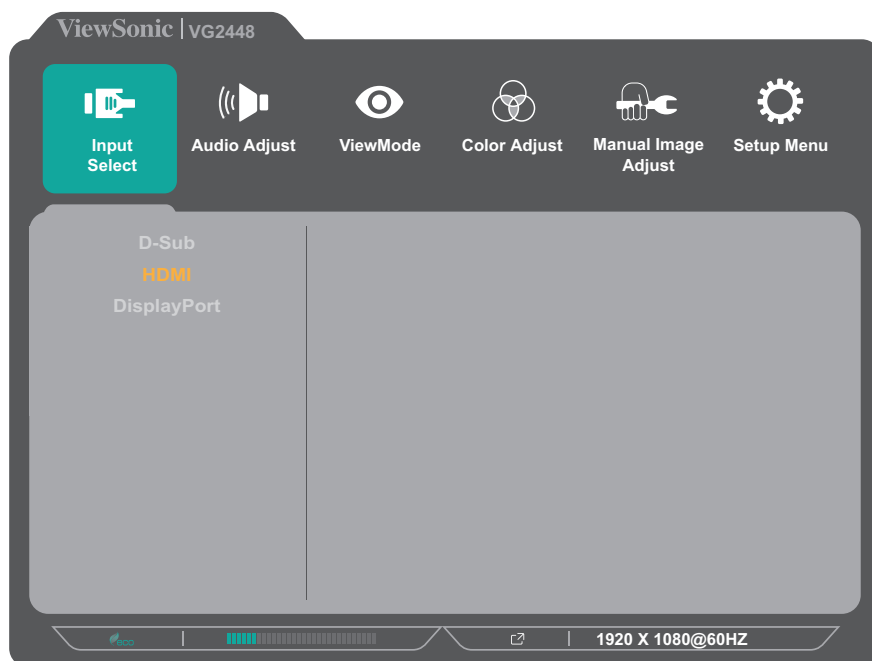 ViewSonic | VG2448
Input
Select
Audio Adjust
ViewMode
Color Adjust
Manual Image
Adjust
Setup Menu
D-Sub
HDMI
DisplayPort
eco
1920 X 1080@60HZ